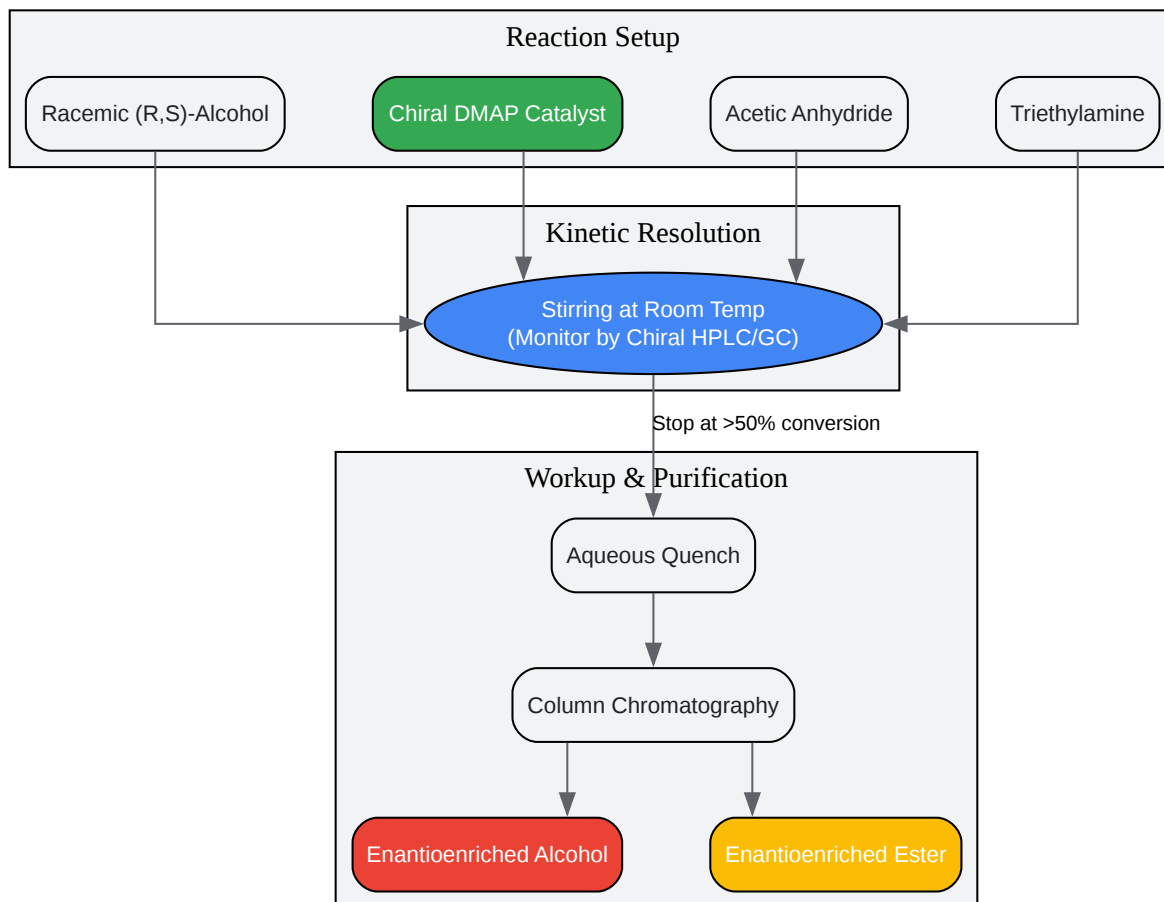 Reaction Setup
Racemic (R,S)-Alcohol
Chiral DMAP Catalyst
Acetic Anhydride
Triethylamine
Kinetic Resolution
Stirring at Room Temp
(Monitor by Chiral HPLC/GC)
Stop at >50% conversion
Workup & Purification
Aqueous Quench
Column Chromatography
Enantioenriched Alcohol
Enantioenriched Ester